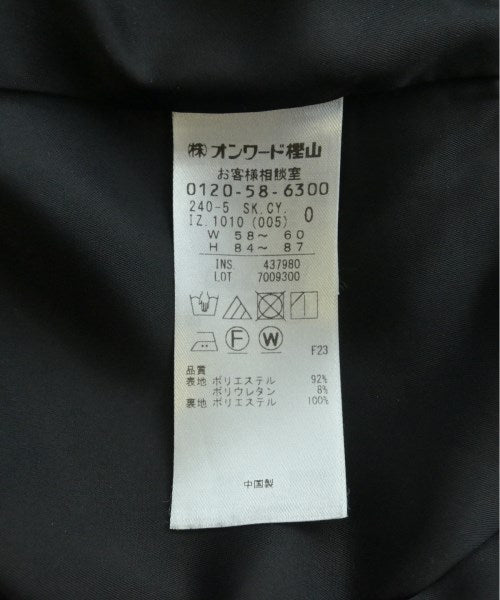 ㈱オンワード樫山
お客様相談室
0120-58-6300
240-5 SK.CY. 0
IZ.1010 (005)
W 58～ 60
H 84～ 87
INS. 437980
LOT 7009300
F W
F23
品質
表地 ポリエステル 92%
ポリウレタン 8%
裏地 ポリエステル 100%
中国製